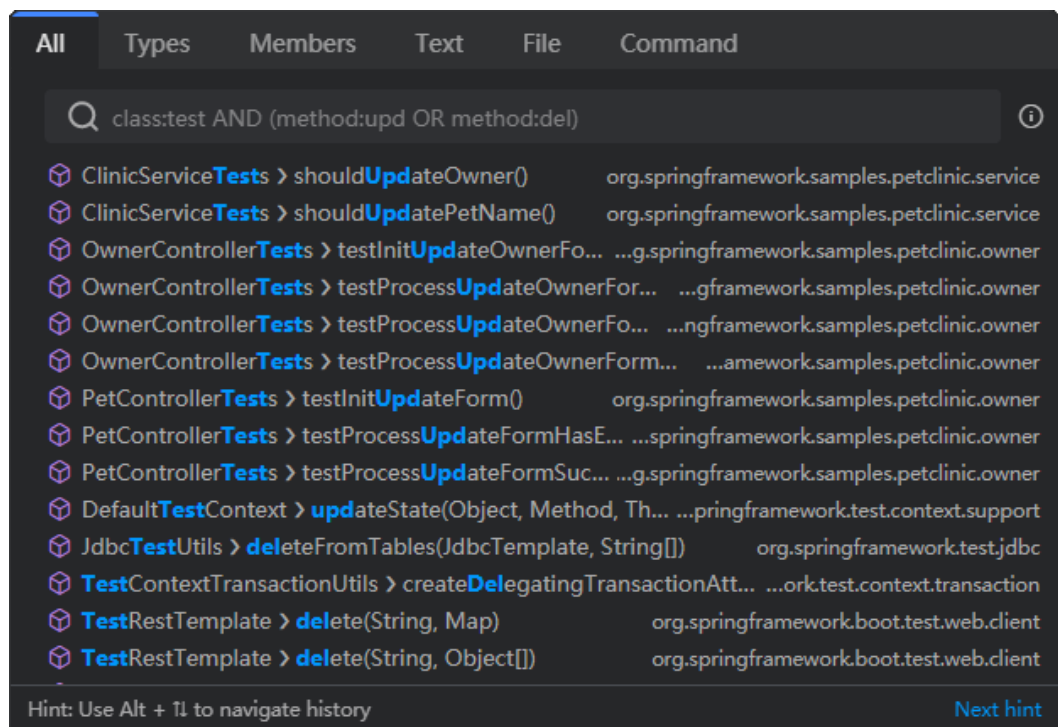 All Types Members Text File Command
class:test AND (method:upd OR method:del)
ClinicServiceTests > shouldUpdateOwner() org.springframework.samples.petclinic.service
ClinicServiceTests > shouldUpdatePetName() org.springframework.samples.petclinic.service
OwnerControllerTests > testInitUpdateOwnerFo... ...g.springframework.samples.petclinic.owner
OwnerControllerTests > testProcessUpdateOwnerFor... ...gframework.samples.petclinic.owner
OwnerControllerTests > testProcessUpdateOwnerFo... ...ngframework.samples.petclinic.owner
OwnerControllerTests > testProcessUpdateOwnerForm... ...amework.samples.petclinic.owner
PetControllerTests > testInitUpdateForm() org.springframework.samples.petclinic.owner
PetControllerTests > testProcessUpdateFormHasE... ...springframework.samples.petclinic.owner
PetControllerTests > testProcessUpdateFormSuc... ...g.springframework.samples.petclinic.owner
DefaultTestContext > updateState(Object, Method, Th... ...pringframework.test.context.support
JdbcTestUtils > deleteFromTables(JdbcTemplate, String[]) org.springframework.test.jdbc
TestContextTransactionUtils > createDelegatingTransactionAtt... ...ork.test.context.transaction
TestRestTemplate > delete(String, Map) org.springframework.boot.test.web.client
TestRestTemplate > delete(String, Object[]) org.springframework.boot.test.web.client
Hint: Use Alt + ⇅ to navigate history Next hint